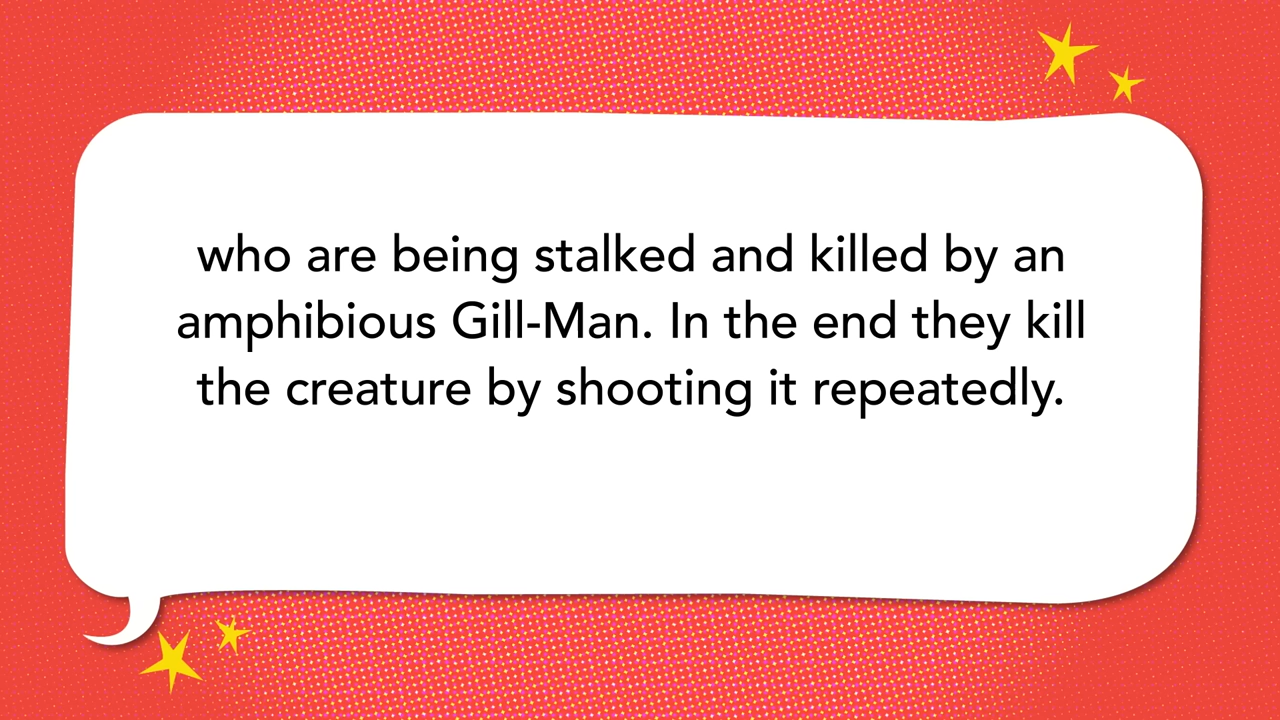 who are being stalked and killed by an
amphibious Gill-Man. In the end they kill
the creature by shooting it repeatedly.